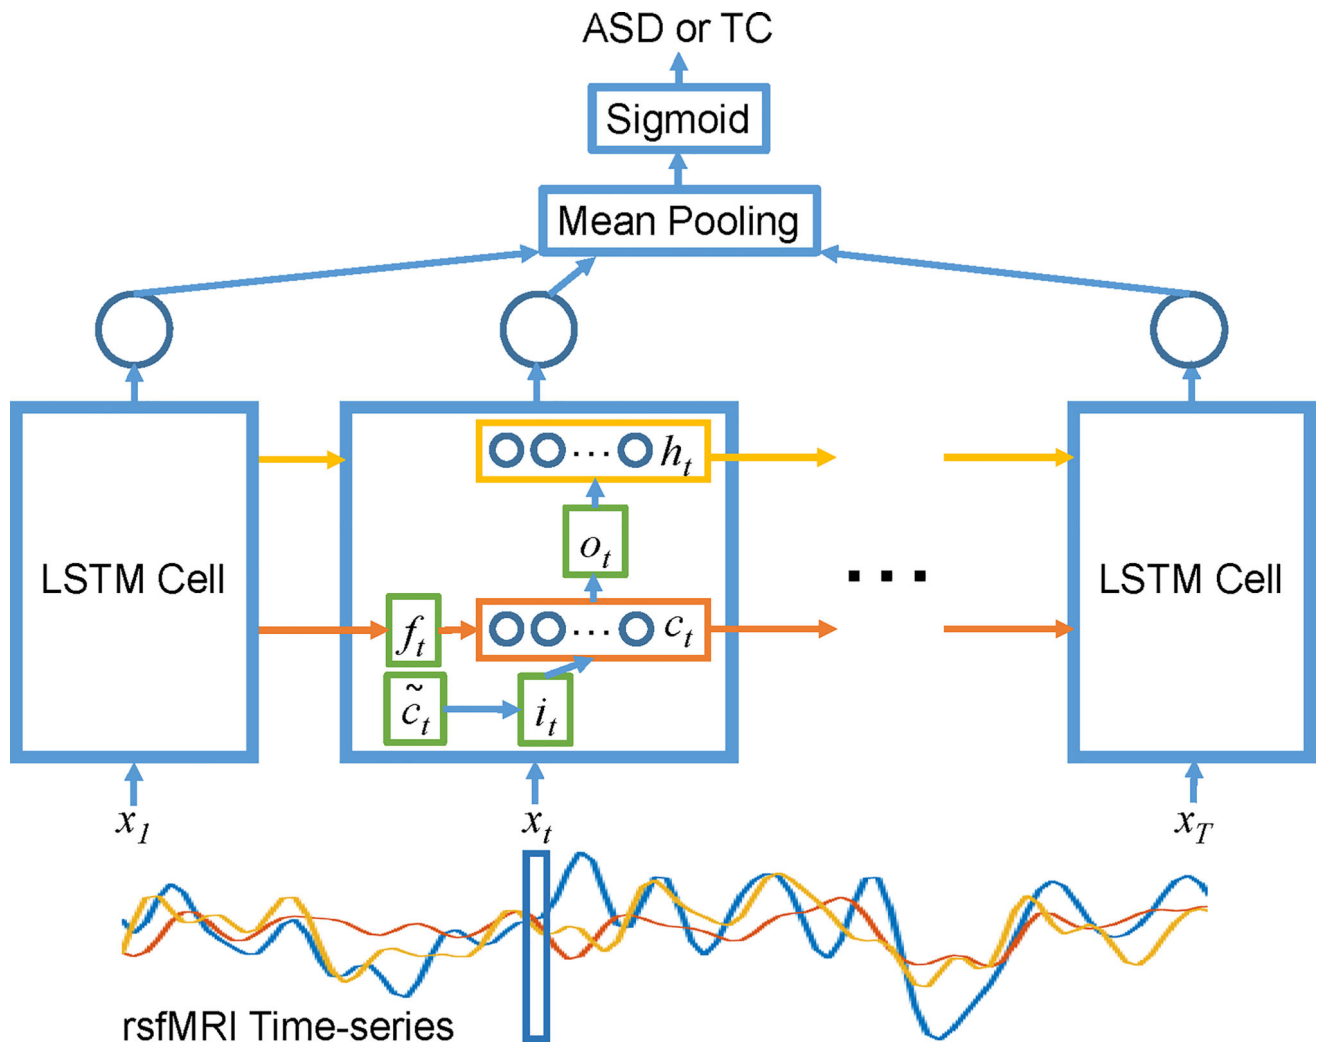 ASD or TC
Sigmoid
Mean Pooling
LSTM Cell
h_t
o_t
f_t
c_t
c̃_t
i_t
...
LSTM Cell
x_1
x_t
x_T
rsfMRI Time-series